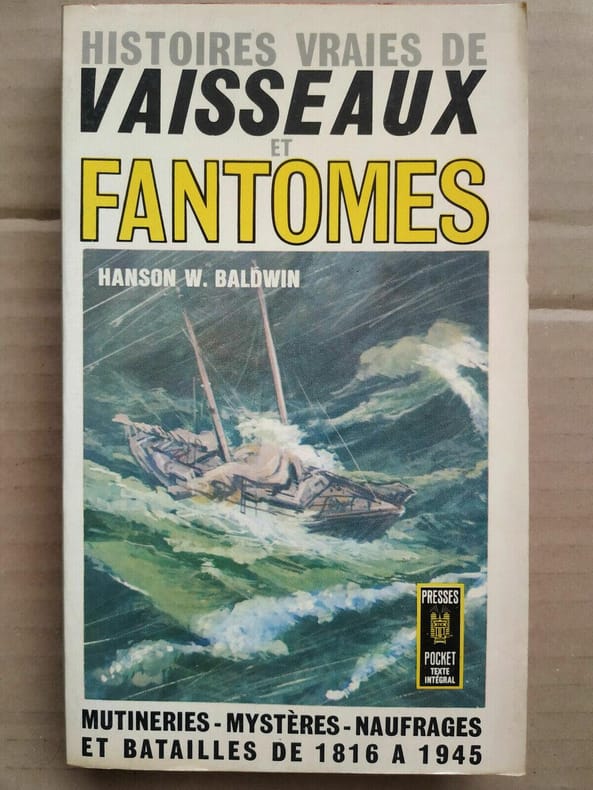 HISTOIRES VRAIES DE
VAISSEAUX
ET
FANTOMES
HANSON W. BALDWIN
PRESSES
POCKET
TEXTE
INTÉGRAL
MUTINERIES - MYSTÈRES - NAUFRAGES
ET BATAILLES DE 1816 A 1945